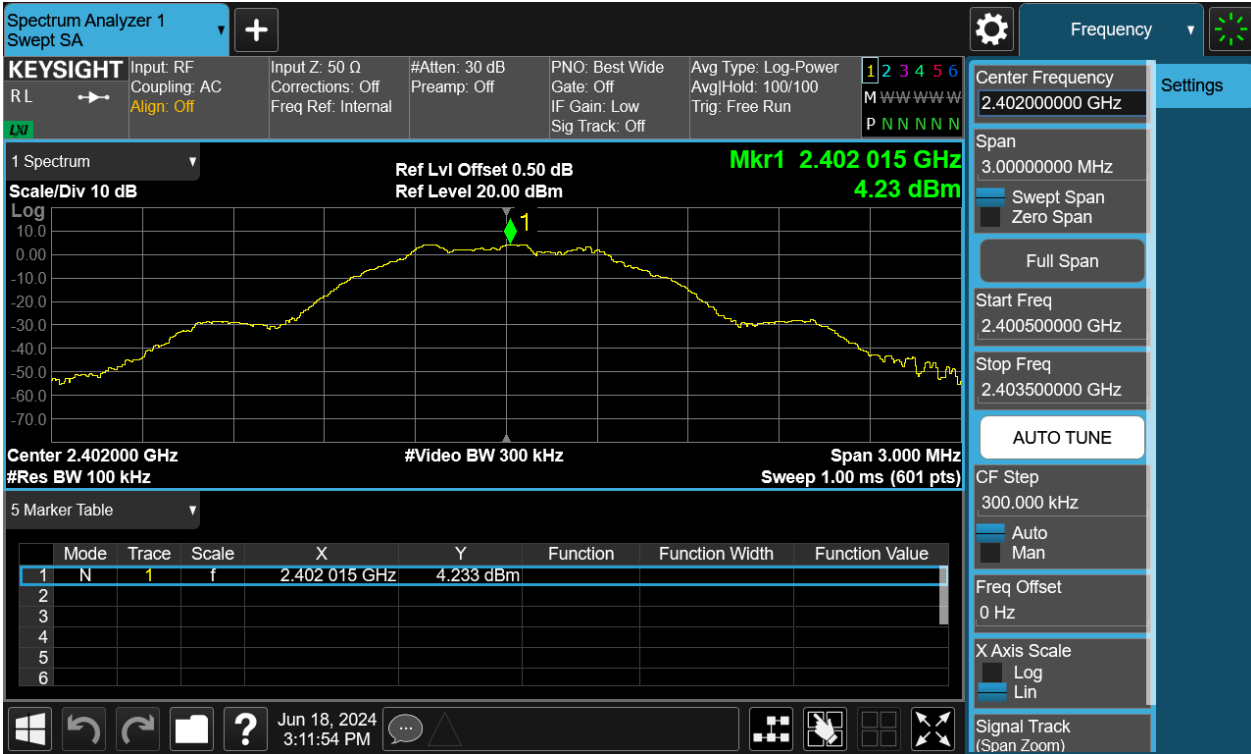 Spectrum Analyzer 1
Swept SA
Frequency
KEYSIGHT
RL
LXI
Input: RF
Coupling: AC
Align: Off
Input Z: 50 Ω
Corrections: Off
Freq Ref: Internal
#Atten: 30 dB
Preamp: Off
PNO: Best Wide
Gate: Off
IF Gain: Low
Sig Track: Off
Avg Type: Log-Power
Avg|Hold: 100/100
Trig: Free Run
1 2 3 4 5 6
M W W W W W
P N N N N N
1 Spectrum
Scale/Div 10 dB
Ref Lvl Offset 0.50 dB
Ref Level 20.00 dBm
Mkr1 2.402 015 GHz
4.23 dBm
Log
1
10.0
0.00
-10.0
-20.0
-30.0
-40.0
-50.0
-60.0
-70.0
Center 2.402000 GHz
#Video BW 300 kHz
Span 3.000 MHz
#Res BW 100 kHz
Sweep 1.00 ms (601 pts)
5 Marker Table
Mode Trace Scale X Y Function Function Width Function Value
1 N 1 f 2.402 015 GHz 4.233 dBm
2
3
4
5
6
Jun 18, 2024
3:11:54 PM
?
Center Frequency
2.402000000 GHz
Span
3.00000000 MHz
Swept Span
Zero Span
Full Span
Start Freq
2.400500000 GHz
Stop Freq
2.403500000 GHz
AUTO TUNE
CF Step
300.000 kHz
Auto
Man
Freq Offset
0 Hz
X Axis Scale
Log
Lin
Signal Track
(Span Zoom)
Settings